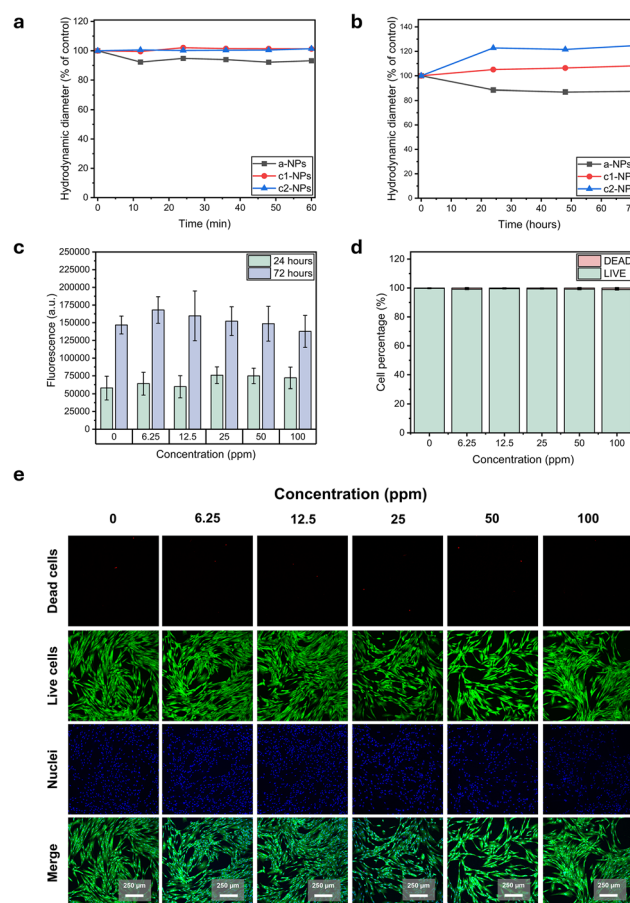 a
Hydrodynamic diameter (% of control)
120
100
80
60
40
20
0
a-NPs
c1-NPs
c2-NPs
0 10 20 30 40 50 60
Time (min)
b
Hydrodynamic diameter (% of control)
140
120
100
80
60
40
20
0
a-NPs
c1-NPs
c2-NPs
0 10 20 30 40 50 60
Time (hours)
c
Fluorescence (a.u.)
250000
225000
200000
175000
150000
125000
100000
75000
50000
25000
0
24 hours
72 hours
0 6.25 12.5 25 50 100
Concentration (ppm)
d
Cell percentage (%)
120
100
80
60
40
20
0
DEAD
LIVE
0 6.25 12.5 25 50 100
Concentration (ppm)
e
Concentration (ppm)
0 6.25 12.5 25 50 100
Dead cells
Live cells
Nuclei
Merge
250 µm 250 µm 250 µm 250 µm 250 µm 250 µm